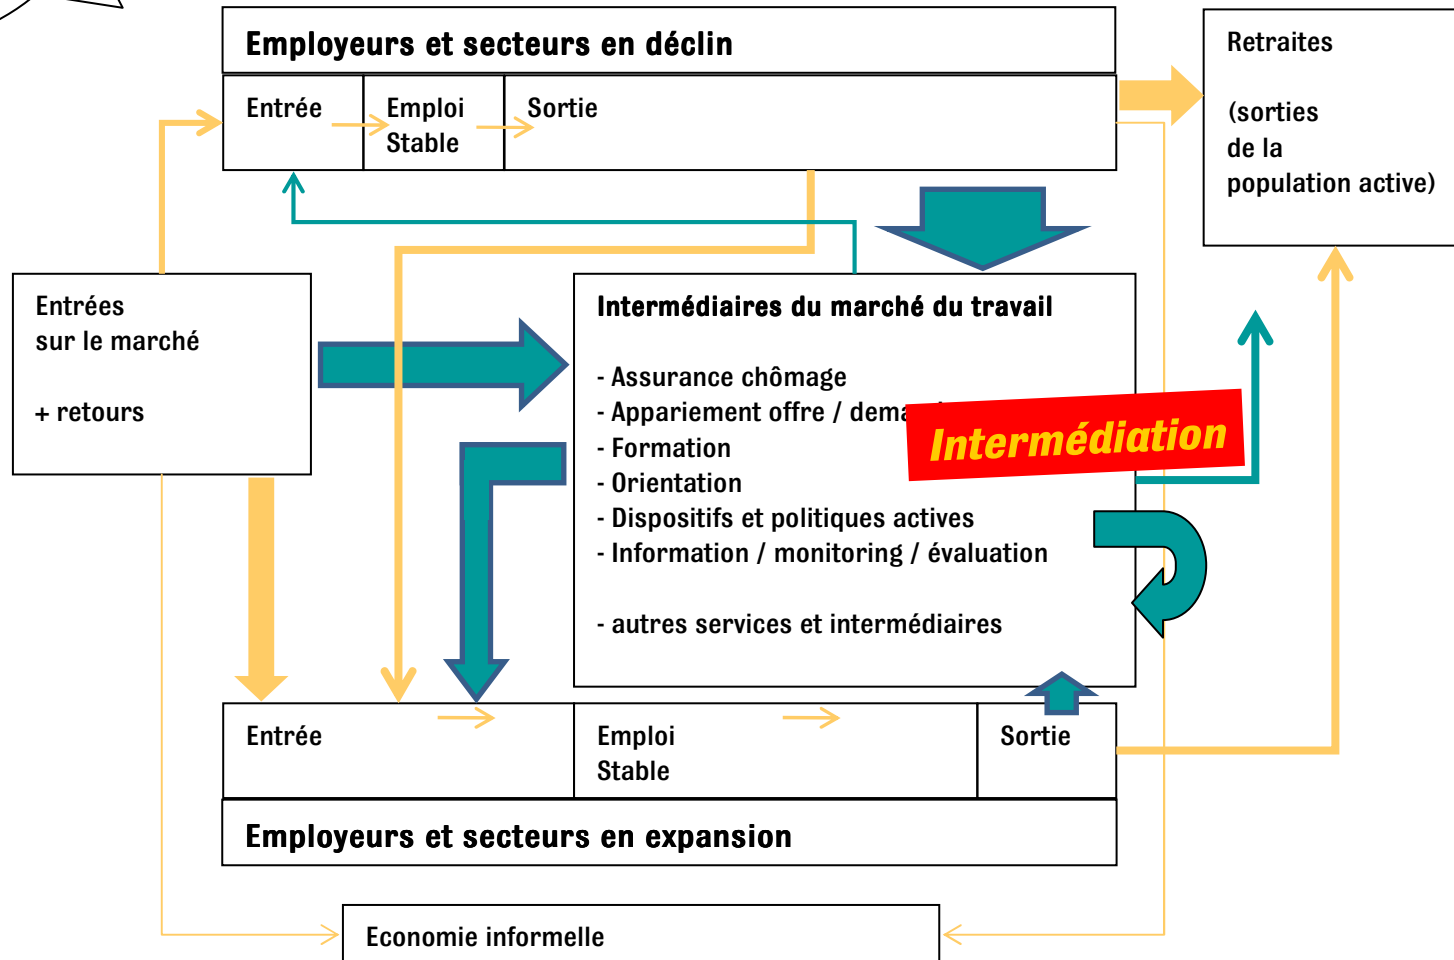 Employeurs et secteurs en déclin
Entrée
Emploi
Stable
Sortie
Retraites
(sorties
de la
population active)
Entrées
sur le marché
+ retours
Intermédiaires du marché du travail
- Assurance chômage
- Appariement offre / 
- Formation
- Orientation
- Dispositifs et politiques actives
- Information / monitoring / évaluation
- autres services et intermédiaires
Intermédiation
Entrée
Emploi
Stable
Sortie
Employeurs et secteurs en expansion
Economie informelle